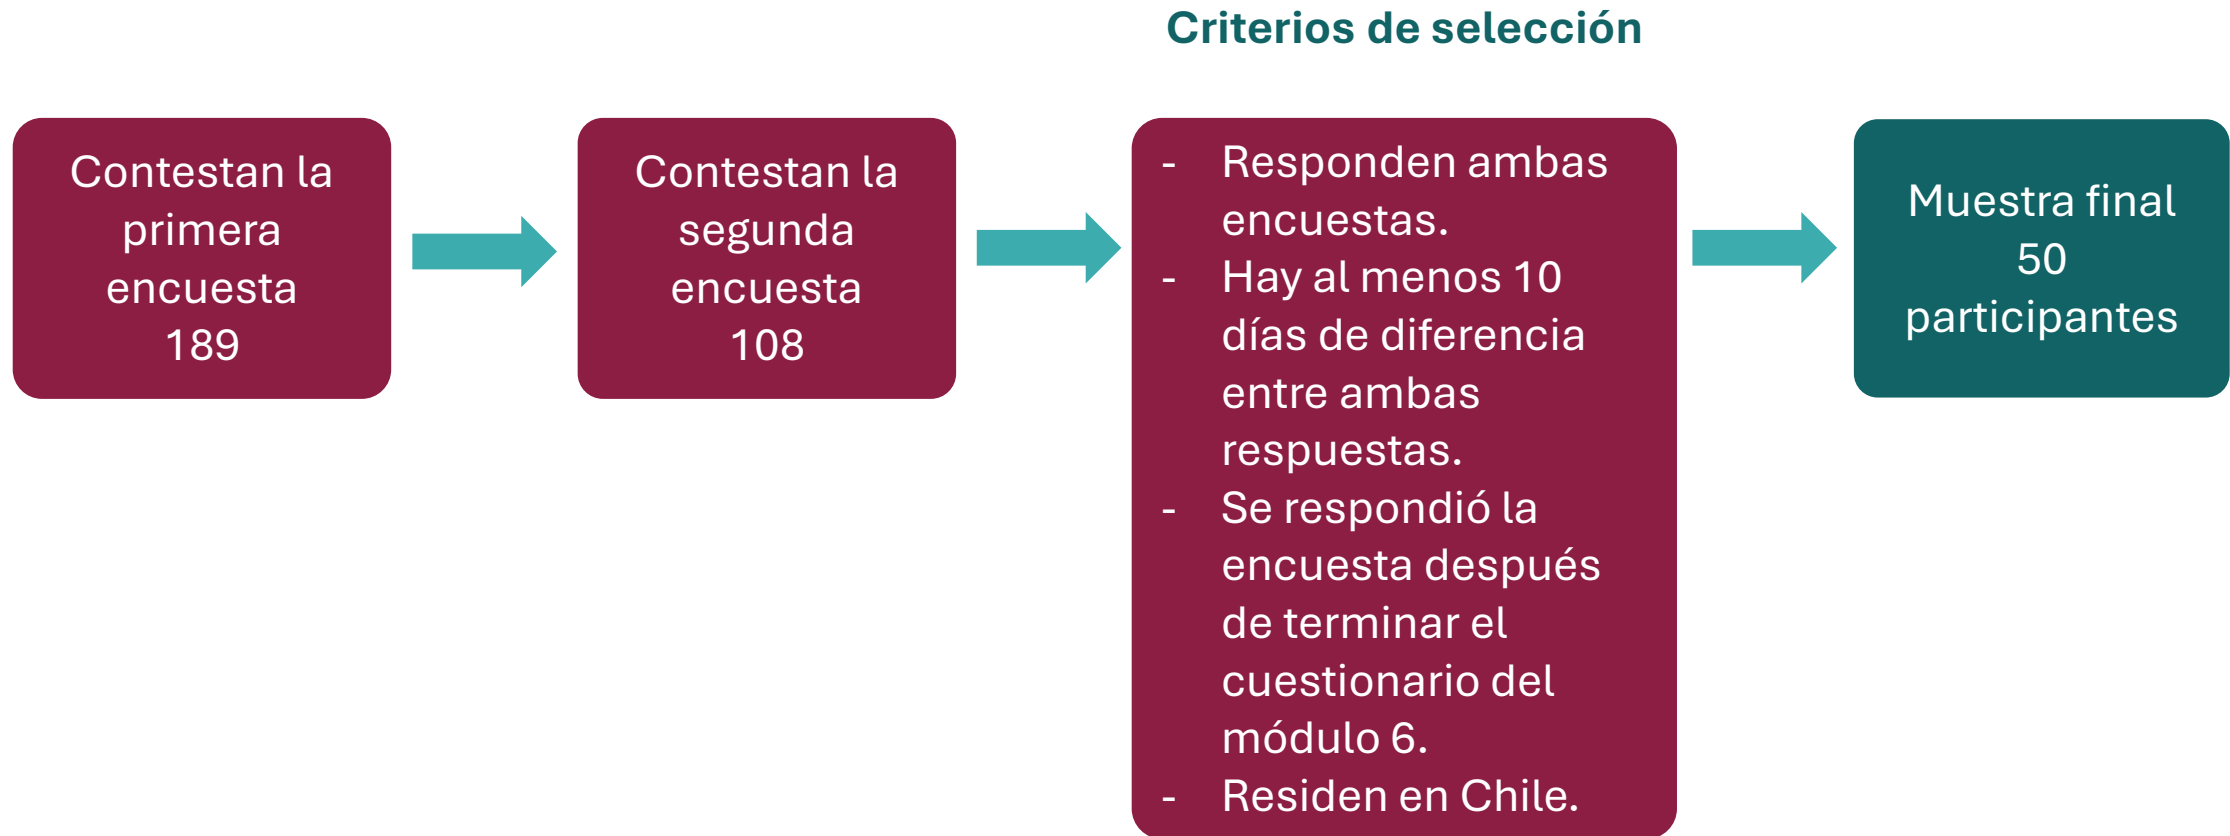 Criterios de selección
Contestan la
primera
encuesta
189
Contestan la
segunda
encuesta
108
- Responden ambas
encuestas.
- Hay al menos 10
días de diferencia
entre ambas
respuestas.
- Se respondió la
encuesta después
de terminar el
cuestionario del
módulo 6.
- Residen en Chile.
Muestra final
50
participantes